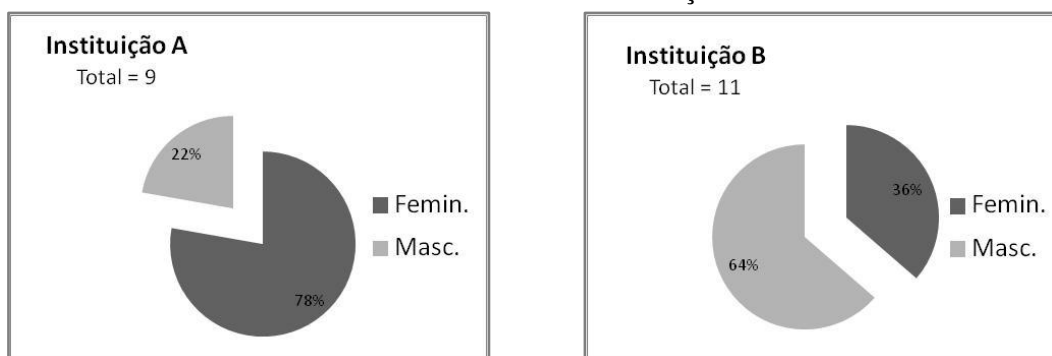 Instituição A
Total = 9
22%
78%
Femin.
Masc.
Instituição B
Total = 11
36%
64%
Femin.
Masc.